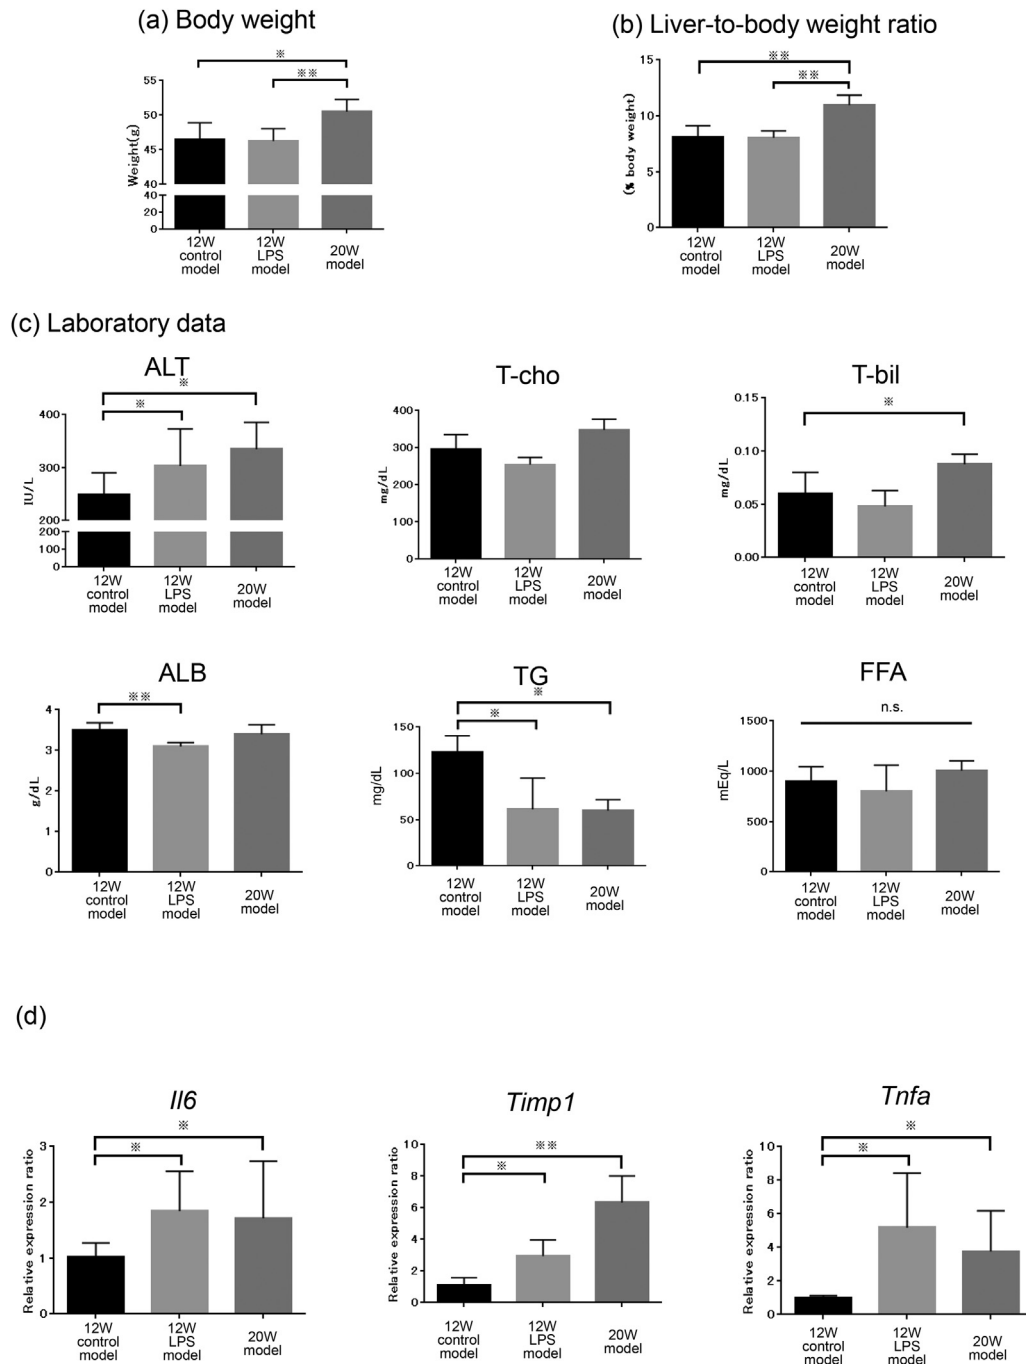 (a) Body weight
(b) Liver-to-body weight ratio
※
※※
55
50
45
40
40
20
0
Weight(g)
12W
control
model
12W
LPS
model
20W
model
※※
※※
15
10
5
0
(% body weight)
12W
control
model
12W
LPS
model
20W
model
(c) Laboratory data
ALT
※
※
400
300
200
200
100
0
IU/L
12W
control
model
12W
LPS
model
20W
model
T-cho
400
300
200
100
0
mg/dL
12W
control
model
12W
LPS
model
20W
model
T-bil
※
0.15
0.10
0.05
0.00
mg/dL
12W
control
model
12W
LPS
model
20W
model
ALB
※※
4
3
2
1
0
g/dL
12W
control
model
12W
LPS
model
20W
model
TG
※
※
150
100
50
0
mg/dL
12W
control
model
12W
LPS
model
20W
model
FFA
n.s.
1500
1000
500
0
mEq/L
12W
control
model
12W
LPS
model
20W
model
(d)
Il6
※
※
3
2
1
0
Relative expression ratio
12W
control
model
12W
LPS
model
20W
model
Timp1
※※
※
10
8
6
4
2
0
Relative expression ratio
12W
control
model
12W
LPS
model
20W
model
Tnfa
※
※
10
8
6
4
2
0
Relative expression ratio
12W
control
model
12W
LPS
model
20W
model